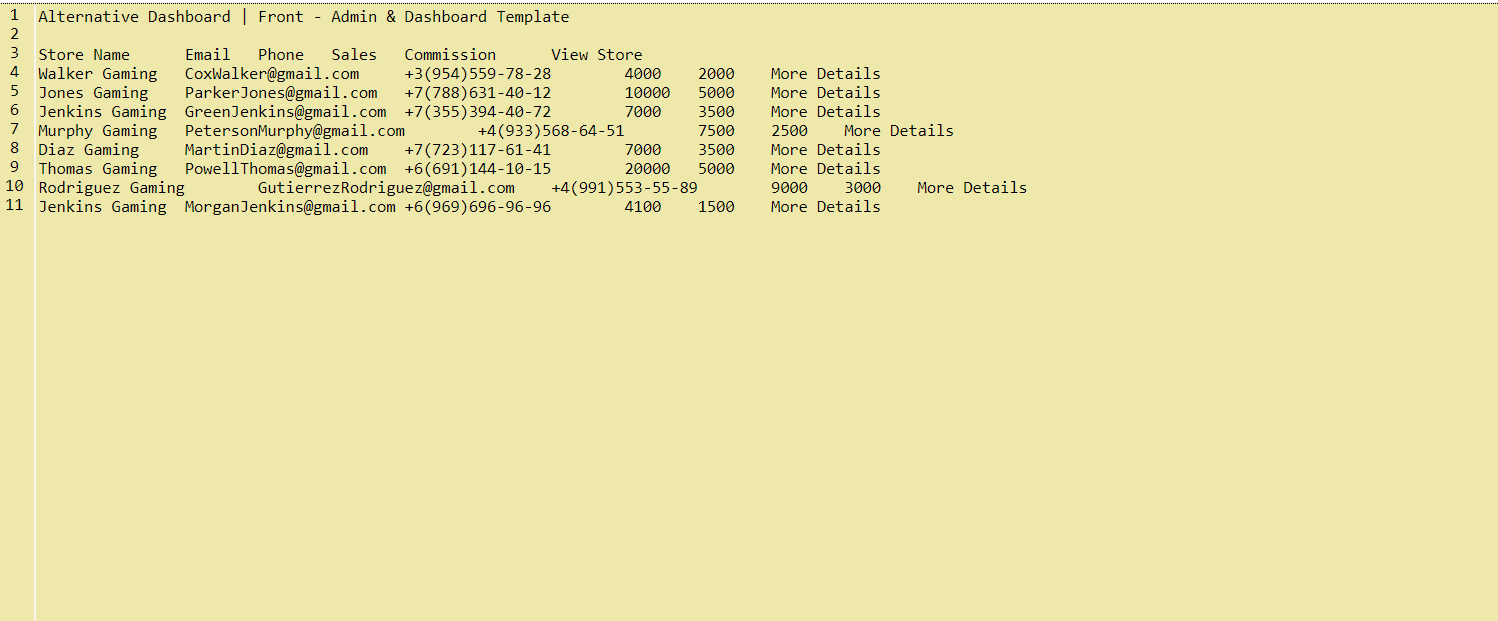 1 Alternative Dashboard | Front - Admin & Dashboard Template
2
3 Store Name Email Phone Sales Commission View Store
4 Walker Gaming CoxWalker@gmail.com +3(954)559-78-28 4000 2000 More Details
5 Jones Gaming ParkerJones@gmail.com +7(788)631-40-12 10000 5000 More Details
6 Jenkins Gaming GreenJenkins@gmail.com +7(355)394-40-72 7000 3500 More Details
7 Murphy Gaming PetersonMurphy@gmail.com +4(933)568-64-51 7500 2500 More Details
8 Diaz Gaming MartinDiaz@gmail.com +7(723)117-61-41 7000 3500 More Details
9 Thomas Gaming PowellThomas@gmail.com +6(691)144-10-15 20000 5000 More Details
10 Rodriguez Gaming GutierrezRodriguez@gmail.com +4(991)553-55-89 9000 3000 More Details
11 Jenkins Gaming MorganJenkins@gmail.com +6(969)696-96-96 4100 1500 More Details